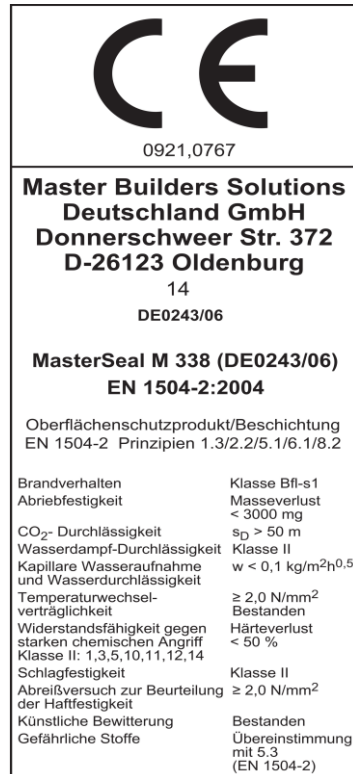 CE
0921,0767
Master Builders Solutions
Deutschland GmbH
Donnerschweer Str. 372
D-26123 Oldenburg
14
DE0243/06
MasterSeal M 338 (DE0243/06)
EN 1504-2:2004
Oberflächenschutzprodukt/Beschichtung
EN 1504-2 Prinzipien 1.3/2.2/5.1/6.1/8.2
Brandverhalten Klasse Bfl-s1
Abriebfestigkeit Masseverlust
< 3000 mg
CO₂- Durchlässigkeit s_D > 50 m
Wasserdampf-Durchlässigkeit Klasse II
Kapillare Wasseraufnahme w < 0,1 kg/m²h⁰,⁵
und Wasserdurchlässigkeit
Temperaturwechsel- ≥ 2,0 N/mm²
verträglichkeit Bestanden
Widerstandsfähigkeit gegen Härteverlust
starken chemischen Angriff < 50 %
Klasse II: 1,3,5,10,11,12,14
Schlagfestigkeit Klasse II
Abreißversuch zur Beurteilung ≥ 2,0 N/mm²
der Haftfestigkeit
Künstliche Bewitterung Bestanden
Gefährliche Stoffe Übereinstimmung
mit 5.3
(EN 1504-2)